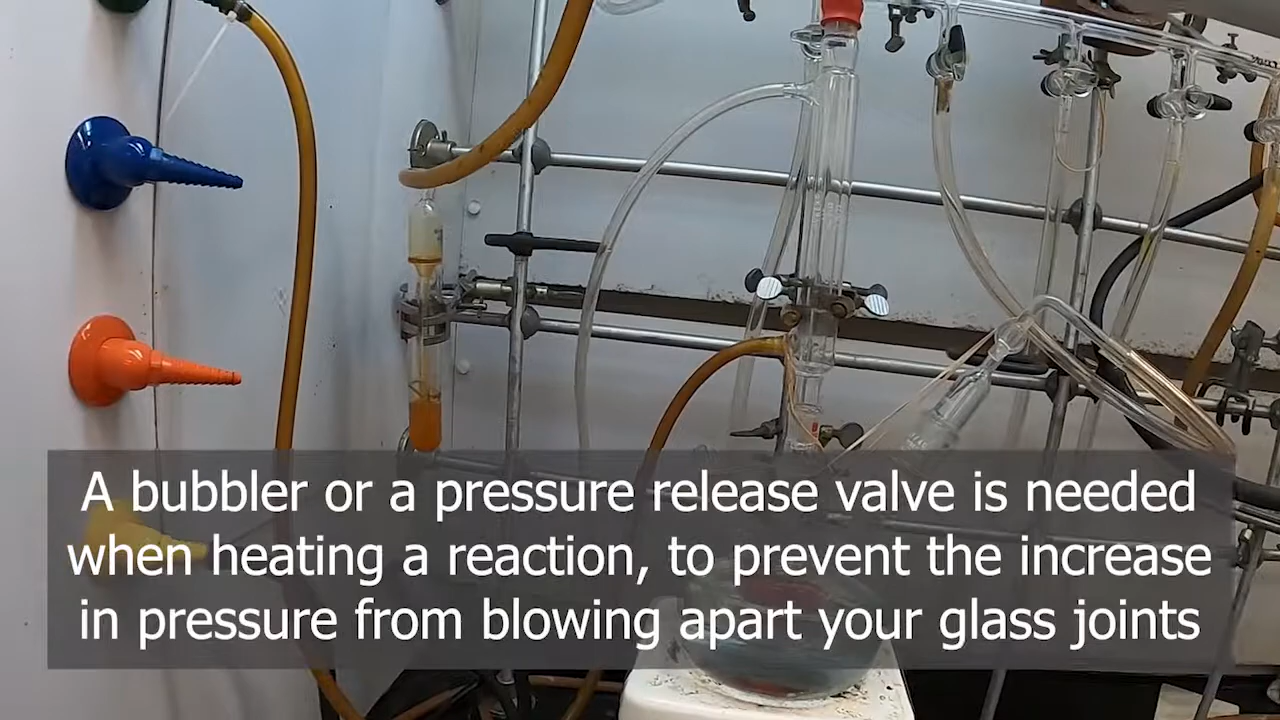 A bubbler or a pressure release valve is needed
when heating a reaction, to prevent the increase
in pressure from blowing apart your glass joints